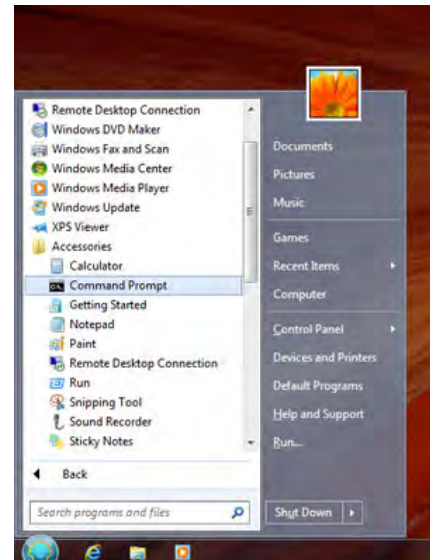 Remote Desktop Connection
Windows DVD Maker
Windows Fax and Scan
Windows Media Center
Windows Media Player
Windows Update
XPS Viewer
Accessories
Calculator
Command Prompt
Getting Started
Notepad
Paint
Remote Desktop Connection
Run
Snipping Tool
Sound Recorder
Sticky Notes
Back
Search programs and files
Documents
Pictures
Music
Games
Recent Items
Computer
Control Panel
Devices and Printers
Default Programs
Help and Support
Run...
Shut Down